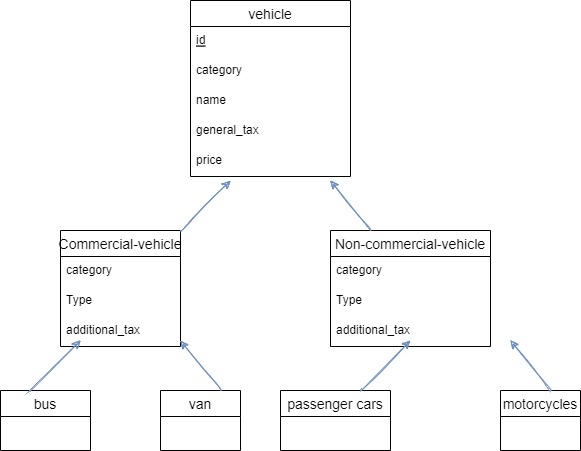 vehicle
id
category
name
general_tax
price
Commercial-vehicle
category
Type
additional_tax
Non-commercial-vehicle
category
Type
additional_tax
bus
van
passenger cars
motorcycles